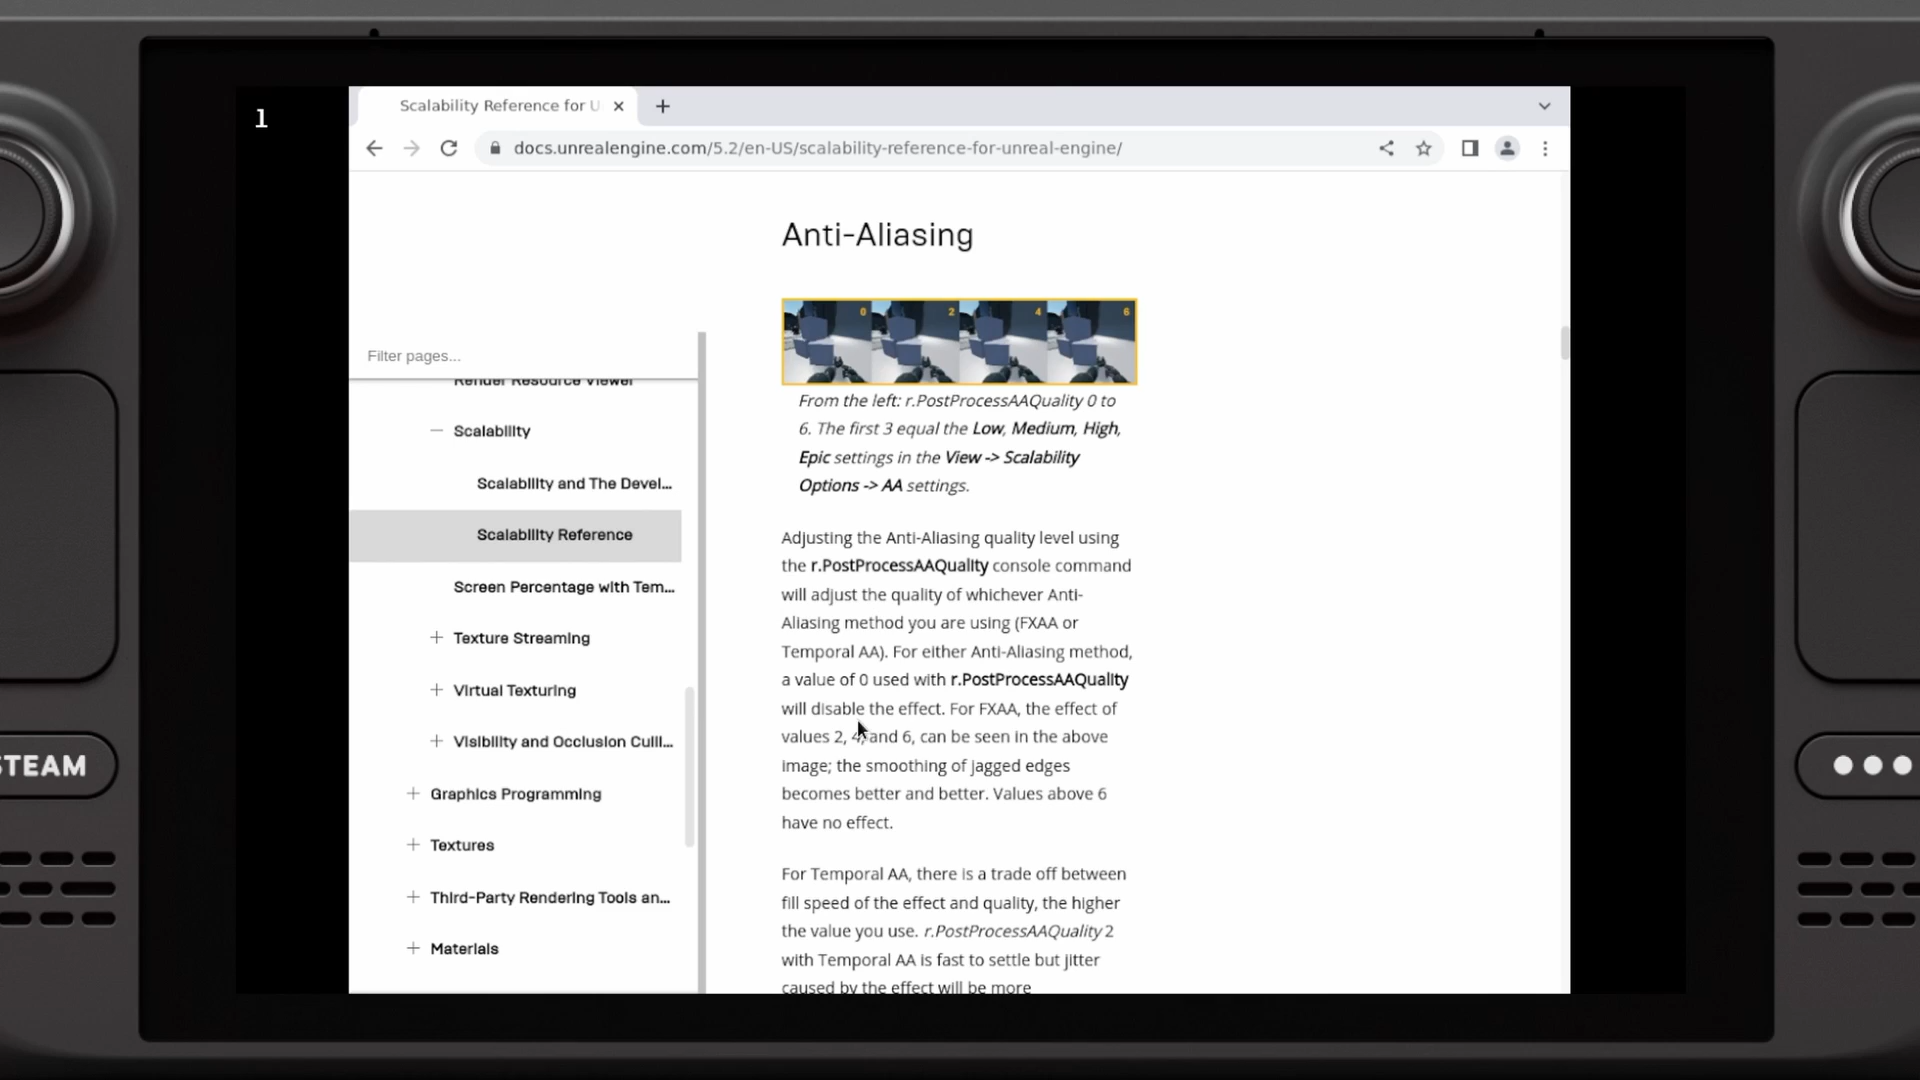 1
Scalability Reference for U
docs.unrealengine.com/5.2/en-US/scalability-reference-for-unreal-engine/
Filter pages...
Render Resource Viewer
Scalability
Scalability and The Devel...
Scalability Reference
Screen Percentage with Tem...
Texture Streaming
Virtual Texturing
Visibility and Occlusion Culli...
Graphics Programming
Textures
Third-Party Rendering Tools an...
Materials
Anti-Aliasing
0 2 4 6
From the left: r.PostProcessAAQuality 0 to
6. The first 3 equal the Low, Medium, High,
Epic settings in the View -> Scalability
Options -> AA settings.
Adjusting the Anti-Aliasing quality level using
the r.PostProcessAAQuality console command
will adjust the quality of whichever Anti-
Aliasing method you are using (FXAA or
Temporal AA). For either Anti-Aliasing method,
a value of 0 used with r.PostProcessAAQuality
will disable the effect. For FXAA, the effect of
values 2, 4, and 6, can be seen in the above
image; the smoothing of jagged edges
becomes better and better. Values above 6
have no effect.
For Temporal AA, there is a trade off between
fill speed of the effect and quality, the higher
the value you use. r.PostProcessAAQuality 2
with Temporal AA is fast to settle but jitter
caused by the effect will be more
STEAM